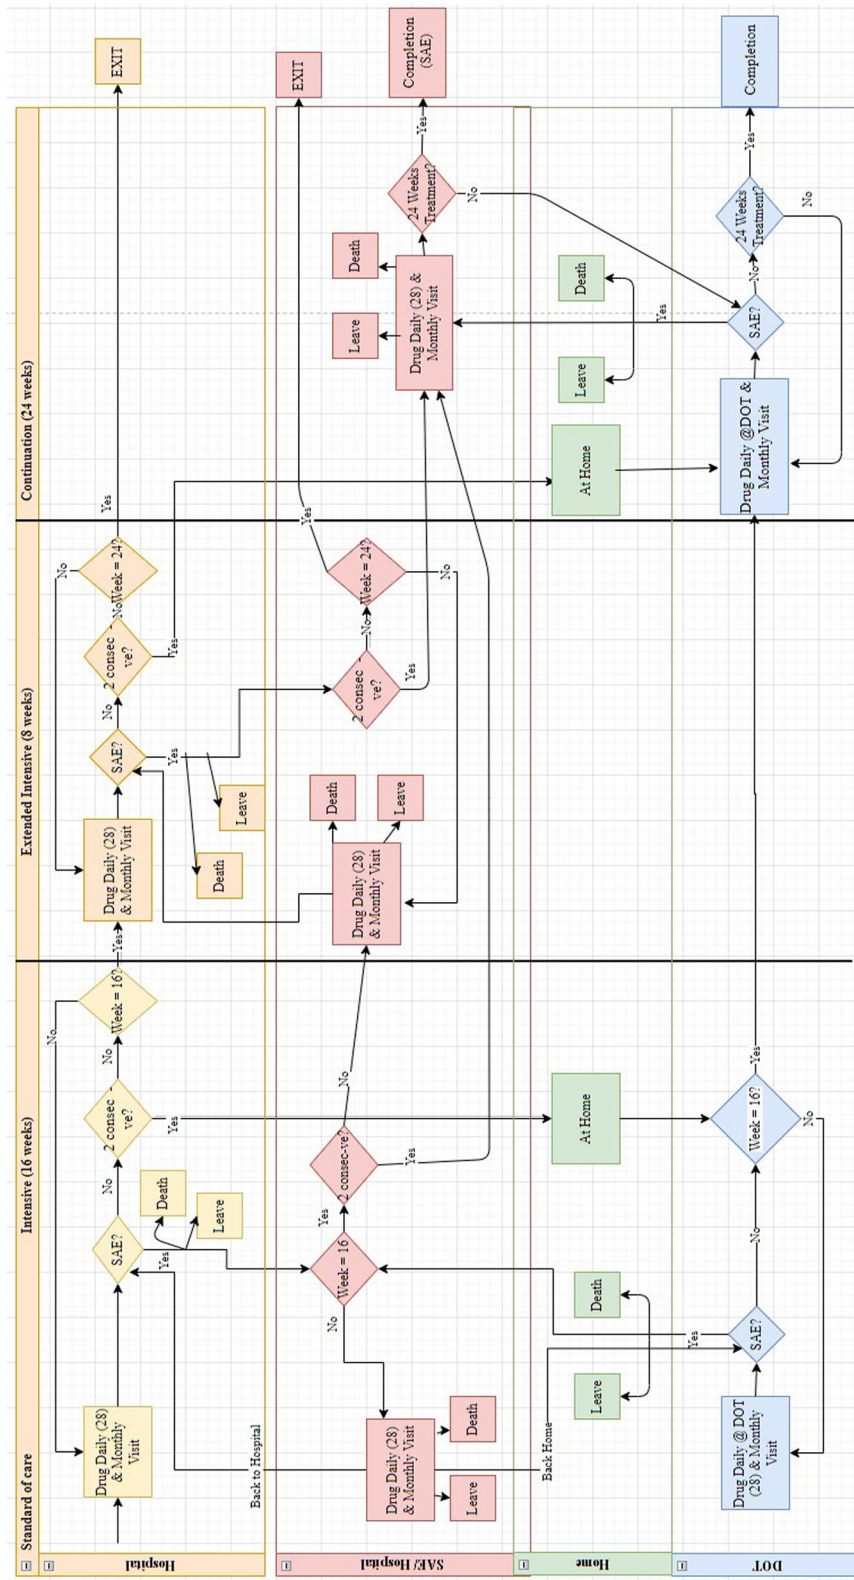 Standard of care
Intensive (16 weeks)
Extended Intensive (8 weeks)
Continuation (24 weeks)
Hospital
Drug Daily (28)
& Monthly
Visit
SAE?
No
2 consec -
ve?
No
Week = 16?
No
Yes
Yes
Death
Leave
Yes
Back to Hospital
Drug Daily (28)
& Monthly Visit
SAE?
No
2 consec -
ve?
No
Week = 24?
No
Yes
Yes
Death
Leave
Yes
EXIT
SAE/ Hospital
Drug Daily (28)
& Monthly Visit
Leave
Death
No
Week = 16
Yes
2 consec-ve?
No
Yes
Drug Daily (28)
& Monthly Visit
Death
Leave
2 consec -
ve?
No
Week = 24?
Yes
No
Yes
EXIT
Leave
Death
Drug Daily (28) &
Monthly Visit
24 Weeks
Treatment?
Yes
No
Completion
(SAE)
Home
Back Home
Leave
Death
At Home
At Home
Leave
Death
Yes
DOT
Drug Daily @ DOT
(28) & Monthly
Visit
SAE?
Yes
No
Week = 16?
Yes
No
Drug Daily @DOT &
Monthly Visit
SAE?
No
24 Weeks
Treatment?
Yes
No
Completion